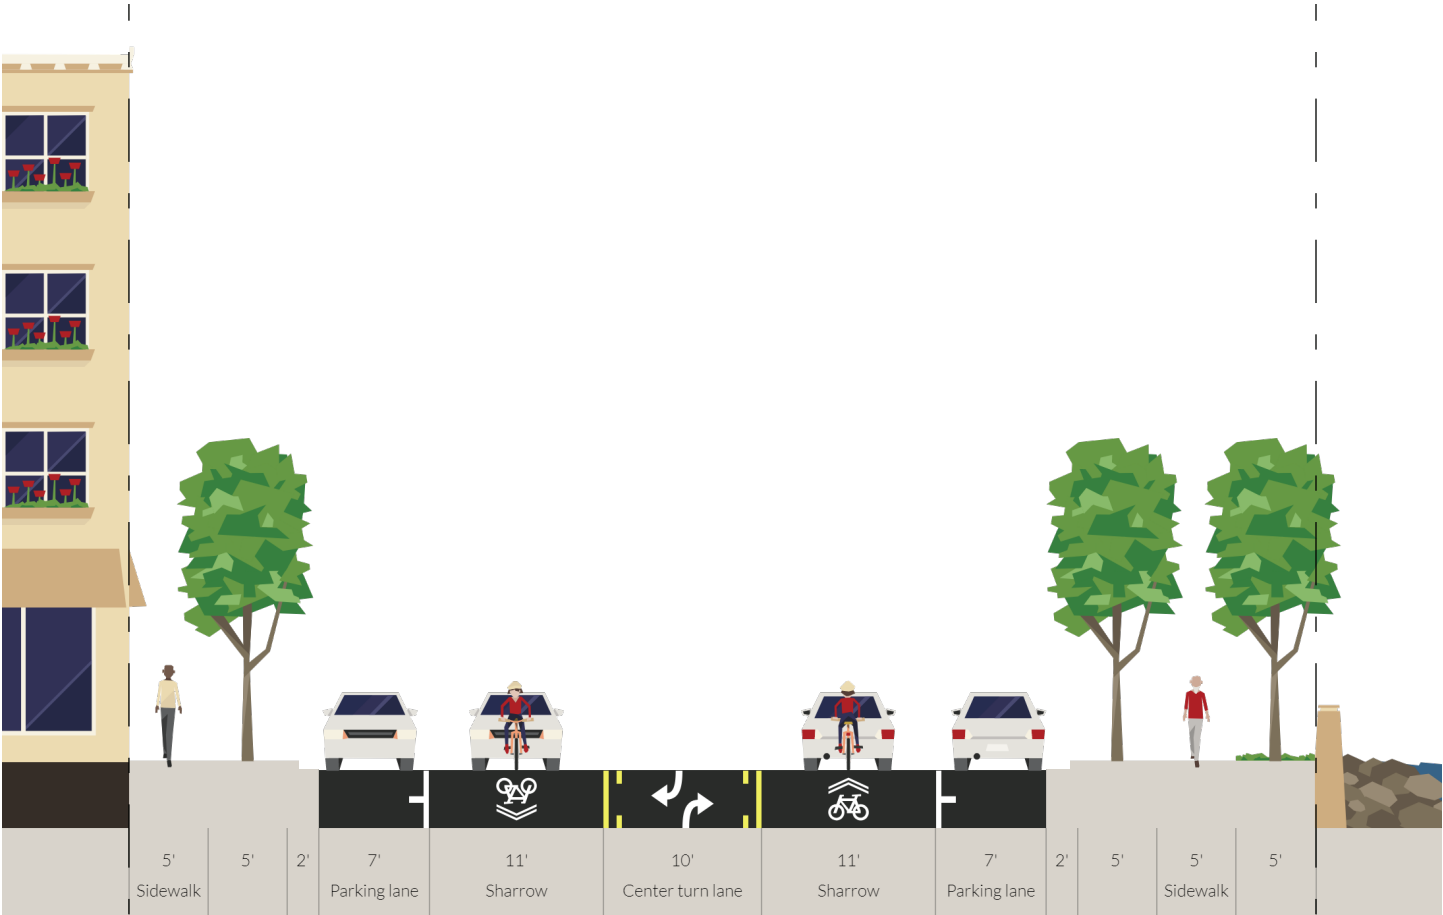 5' 5' 2' 7' 11' 10' 11' 7' 2' 5' 5' 5'
Sidewalk Parking lane Sharrow Center turn lane Sharrow Parking lane Sidewalk